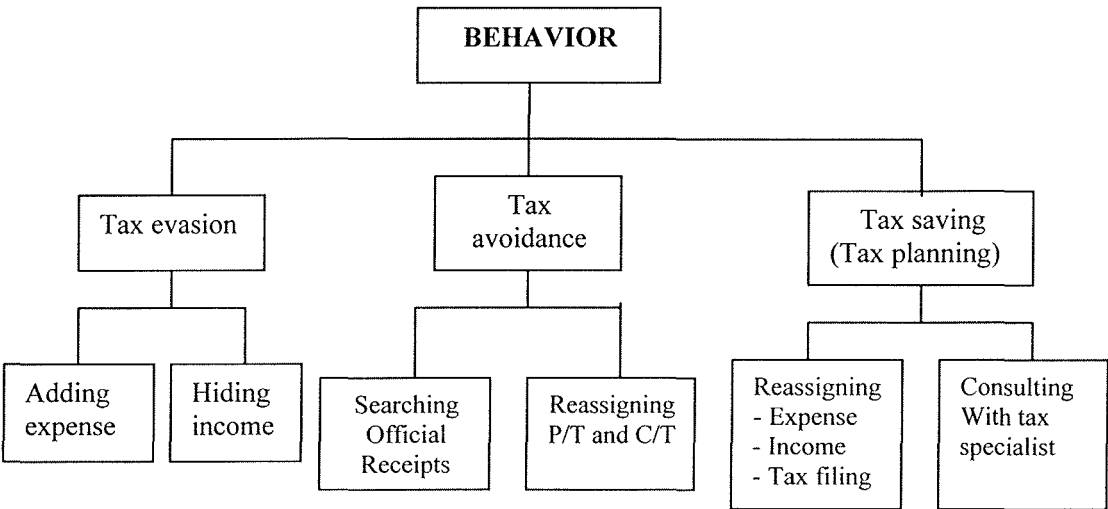 BEHAVIOR
Tax evasion
Tax
avoidance
Tax saving
(Tax planning)
Adding
expense
Hiding
income
Searching
Official
Receipts
Reassigning
P/T and C/T
Reassigning
- Expense
- Income
- Tax filing
Consulting
With tax
specialist